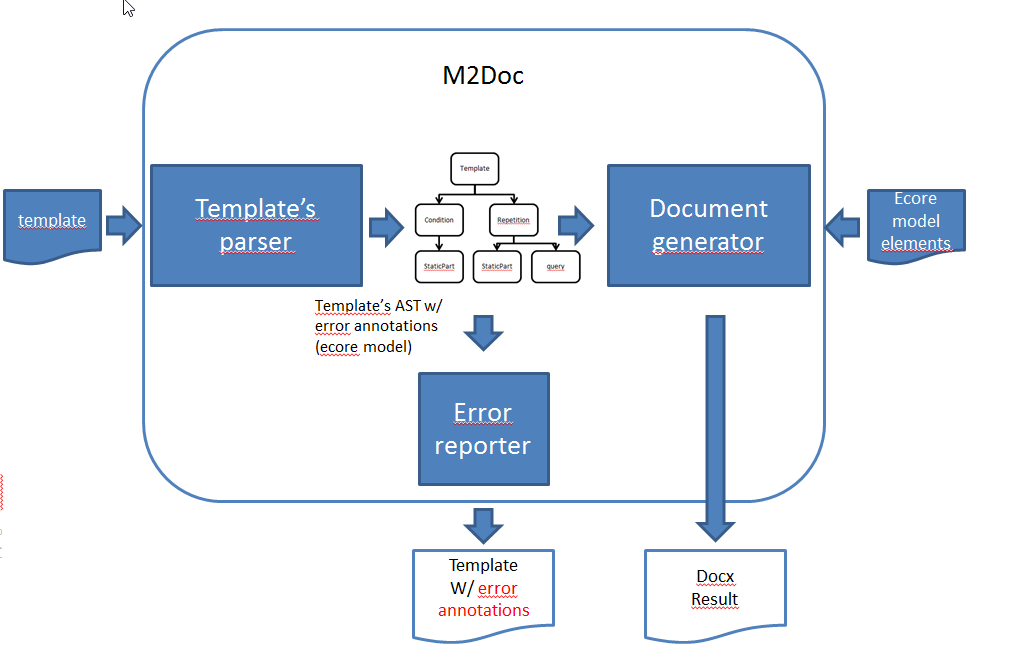 M2Doc
template
Template's
parser
Template
Condition
Repetition
StaticPart
StaticPart
query
Document
generator
Ecore
model
elements
Template's AST w/
error annotations
(ecore model)
Error
reporter
Template
W/ error
annotations
Docx
Result